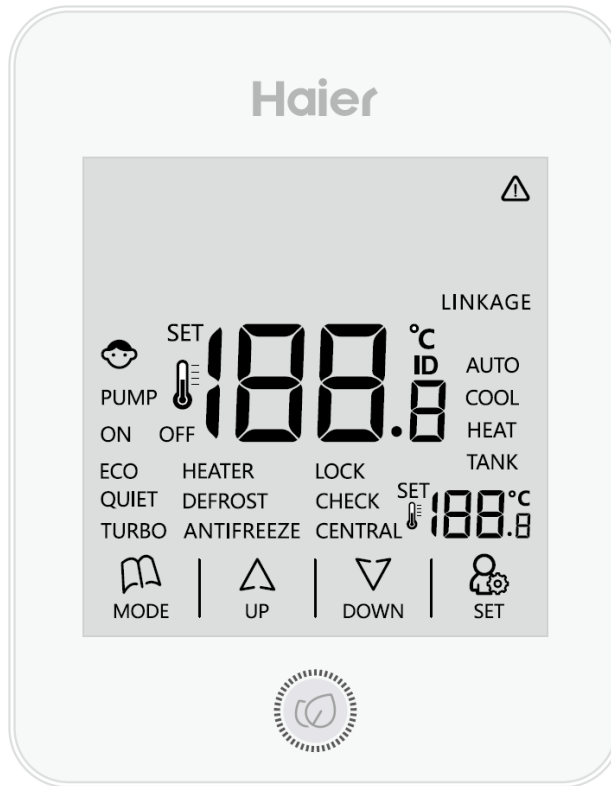 Haier
LINKAGE
SET 188.8 °C
ID
AUTO
PUMP
COOL
ON OFF
HEAT
TANK
ECO HEATER LOCK
QUIET DEFROST CHECK SET 188.8 °C
TURBO ANTIFREEZE CENTRAL
MODE UP DOWN SET